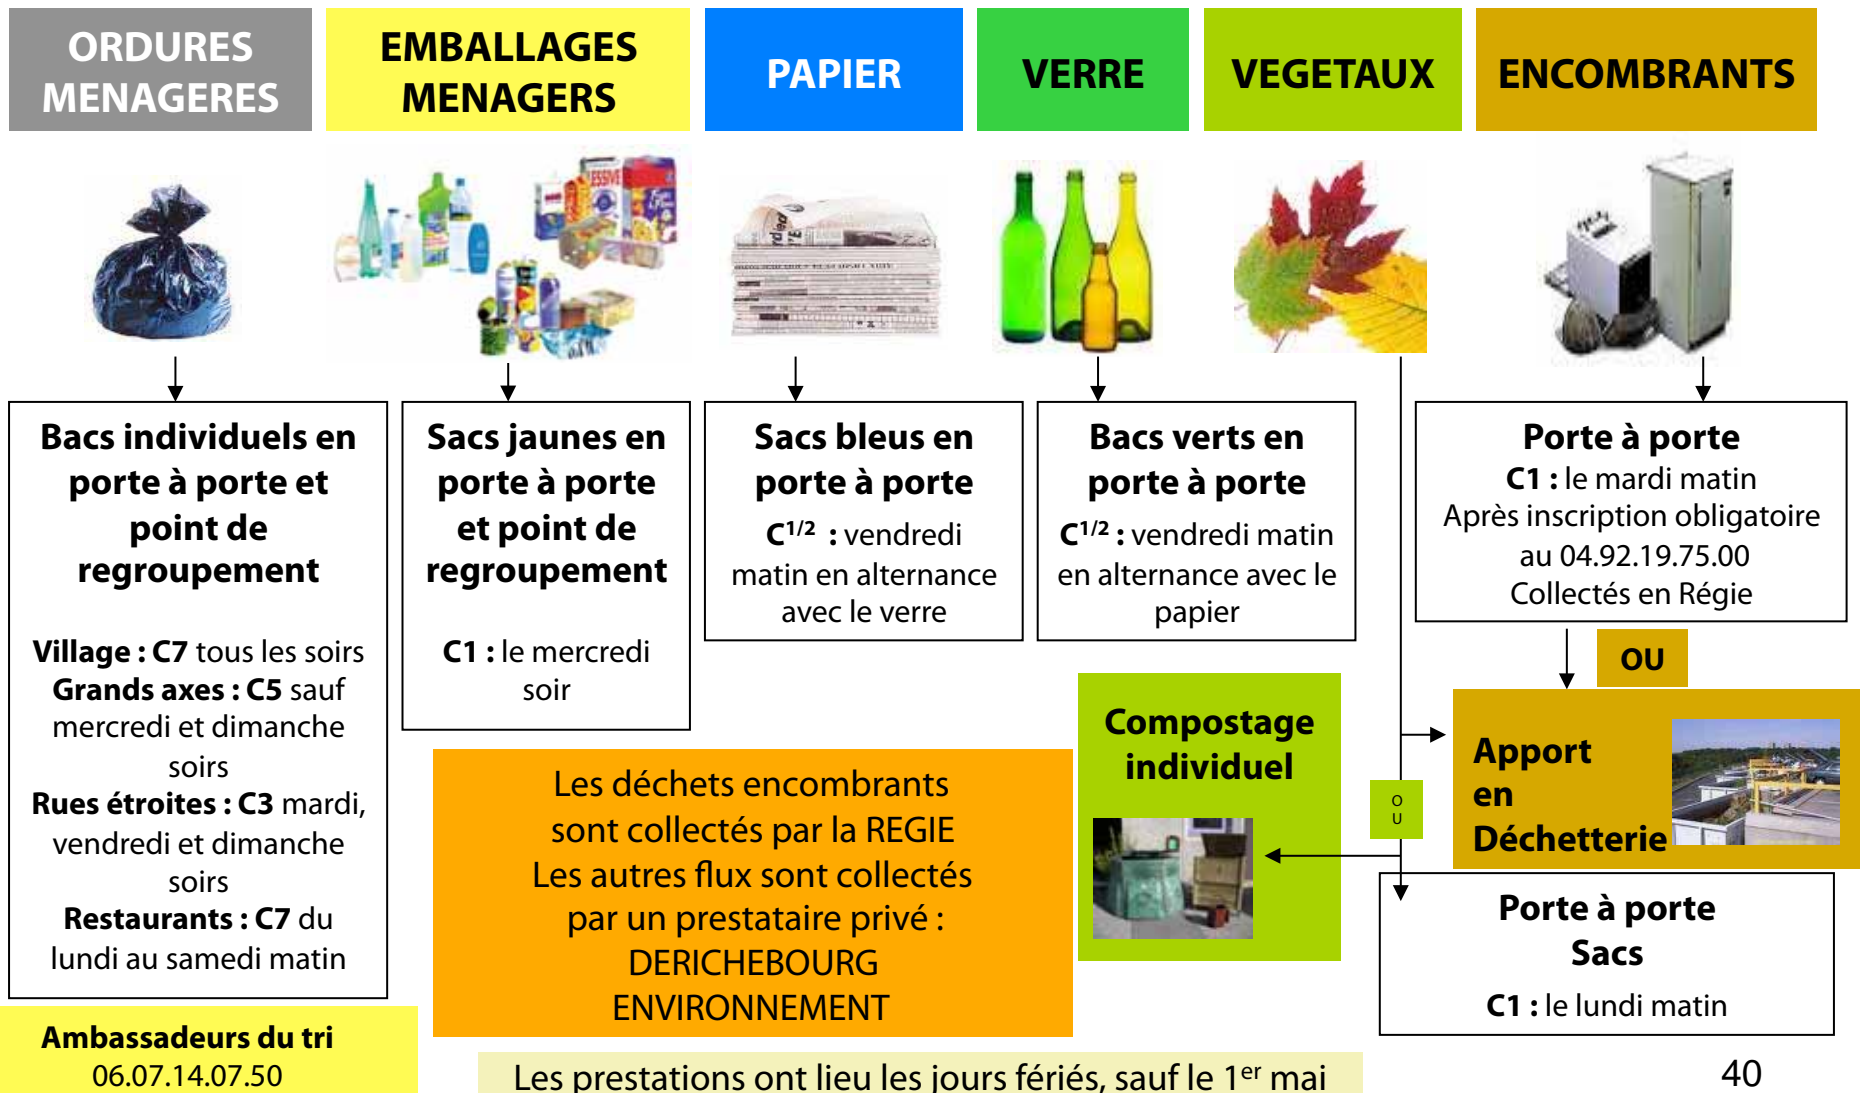 ORDURES
MENAGERES
EMBALLAGES
MENAGERS
PAPIER
VERRE
VEGETAUX
ENCOMBRANTS
Bacs individuels en
porte à porte et
point de
regroupement
Village : C7 tous les soirs
Grands axes : C5 sauf
mercredi et dimanche
soirs
Rues étroites : C3 mardi,
vendredi et dimanche
soirs
Restaurants : C7 du
lundi au samedi matin
Sacs jaunes en
porte à porte
et point de
regroupement
C1 : le mercredi
soir
Sacs bleus en
porte à porte
C1/2 : vendredi
matin en alternance
avec le verre
Bacs verts en
porte à porte
C1/2 : vendredi matin
en alternance avec le
papier
Porte à porte
C1 : le mardi matin
Après inscription obligatoire
au 04.92.19.75.00
Collectés en Régie
OU
Compostage
individuel
O
U
Apport
en
Déchetterie
Les déchets encombrants
sont collectés par la REGIE
Les autres flux sont collectés
par un prestataire privé :
DERICHEBOURG
ENVIRONNEMENT
Porte à porte
Sacs
C1 : le lundi matin
Ambassadeurs du tri
06.07.14.07.50
Les prestations ont lieu les jours fériés, sauf le 1er mai
40